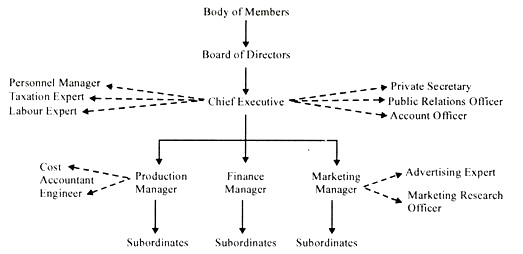 Body of Members
Board of Directors
Personnel Manager
Taxation Expert
Labour Expert
Chief Executive
Private Secretary
Public Relations Officer
Account Officer
Cost
Accountant
Engineer
Production
Manager
Finance
Manager
Marketing
Manager
Advertising Expert
Marketing Research
Officer
Subordinates
Subordinates
Subordinates